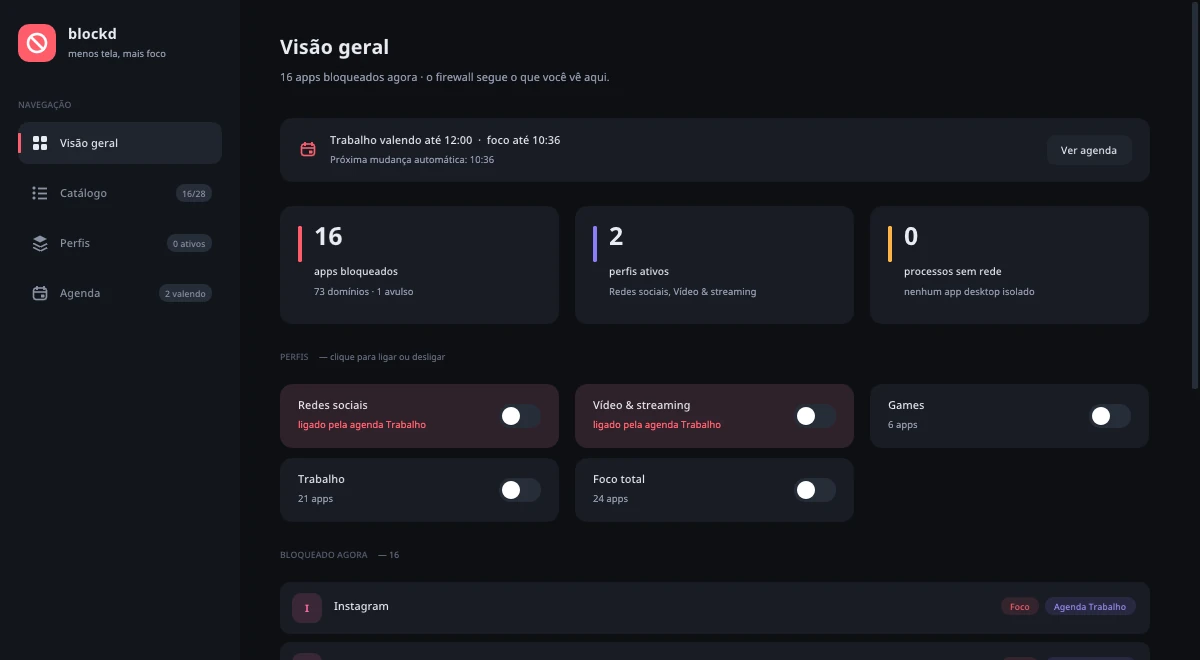 blockd
menos tela, mais foco
NAVEGAÇÃO
Visão geral
Catálogo 16/28
Perfis 0 ativos
Agenda 2 valendo
Visão geral
16 apps bloqueados agora · o firewall segue o que você vê aqui.
Trabalho valendo até 12:00 · foco até 10:36
Próxima mudança automática: 10:36
Ver agenda
16
apps bloqueados
73 domínios · 1 avulso
2
perfis ativos
Redes sociais, Vídeo & streaming
0
processos sem rede
nenhum app desktop isolado
PERFIS — clique para ligar ou desligar
Redes sociais
ligado pela agenda Trabalho
Vídeo & streaming
ligado pela agenda Trabalho
Games
6 apps
Trabalho
21 apps
Foco total
24 apps
BLOQUEADO AGORA — 16
I Instagram Foco Agenda Trabalho